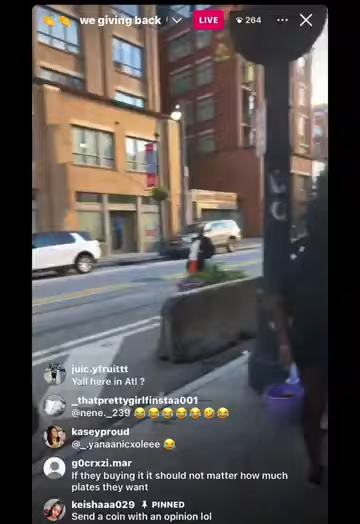 👏👏 we giving back
LIVE
264
juic.yfruittt
Yall here in Atl ?
_thatprettygirlfinstaa001
@nene._239 😂😂😂😂😂🤣😂
kaseyproud
@_.yanaanicxoleee 😂
g0crxzi.mar
If they buying it it should not matter how much
plates they want
keishaaa029 PINNED
Send a coin with an opinion lol